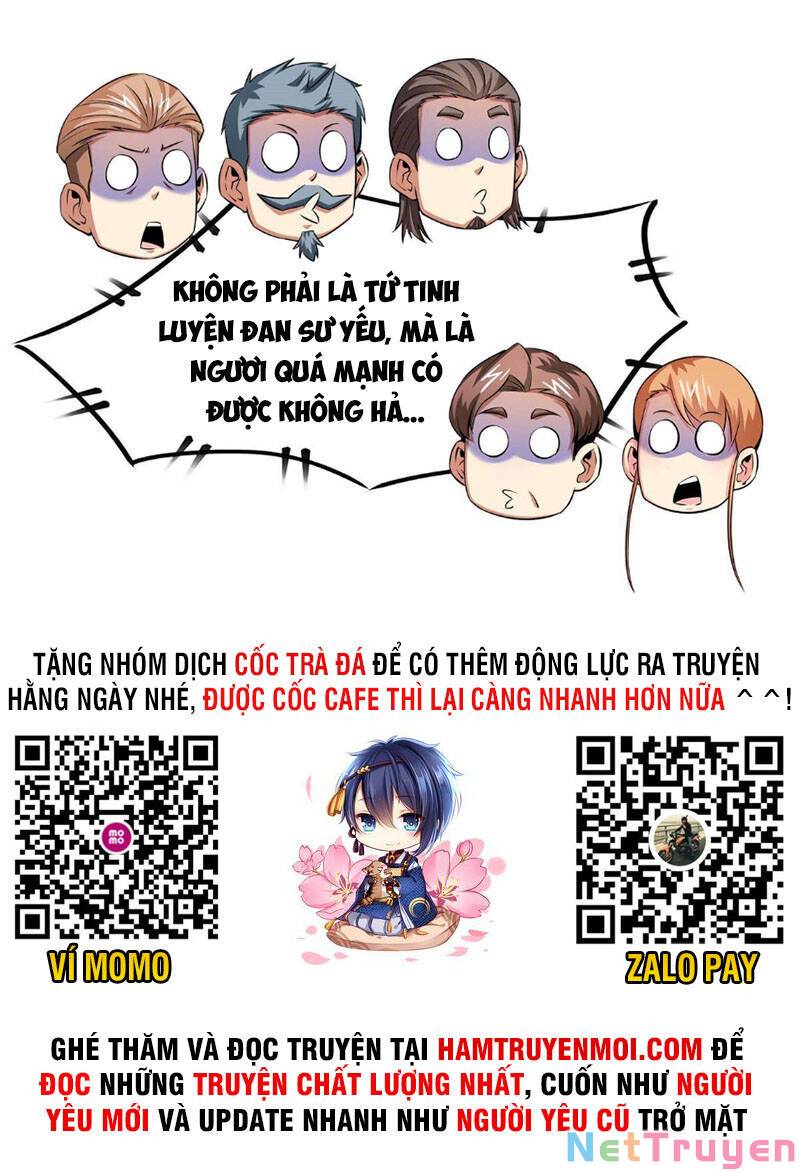 KHÔNG PHẢI LÀ TỨ TINH
LUYỆN ĐAN SƯ YẾU, MÀ LÀ
NGƯƠI QUÁ MẠNH CÓ
ĐƯỢC KHÔNG HẢ...
TẶNG NHÓM DỊCH CỐC TRÀ ĐÁ ĐỂ CÓ THÊM ĐỘNG LỰC RA TRUYỆN
HẰNG NGÀY NHÉ, ĐƯỢC CỐC CAFE THÌ LẠI CÀNG NHANH HƠN NỮA ^ ^!
mo
mo
VÍ MOMO
ZALO PAY
GHÉ THĂM VÀ ĐỌC TRUYỆN TẠI HAMTRUYENMOI.COM ĐỂ
ĐỌC NHỮNG TRUYỆN CHẤT LƯỢNG NHẤT, CUỐN NHƯ NGƯỜI
YÊU MỚI VÀ UPDATE NHANH NHƯ NGƯỜI YÊU CŨ TRỞ MẶT
NetTruyen